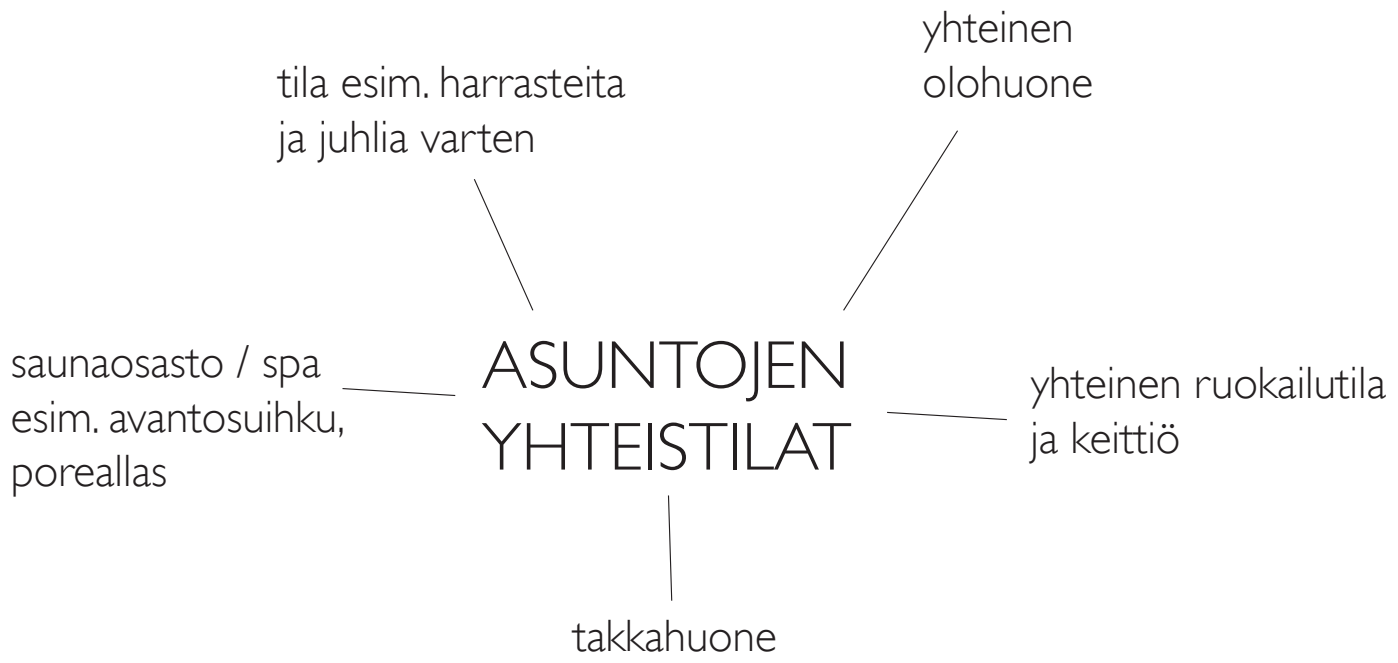 yhteinen
olohuone
tila esim. harrasteita
ja juhlia varten
ASUNTOJEN
YHTEISTILAT
saunaosasto / spa
esim. avantosuihku,
poreallas
yhteinen ruokailutila
ja keittiö
takkahuone